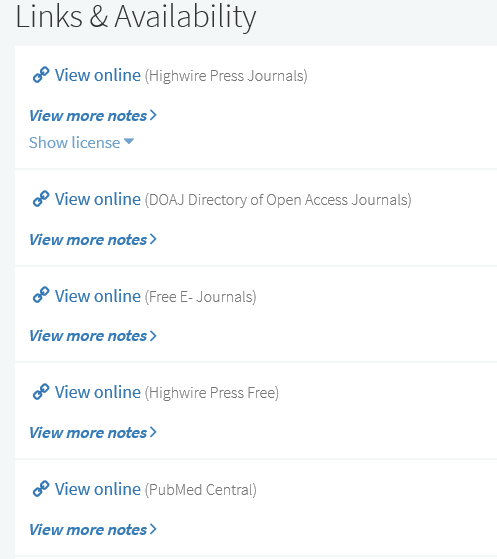 Links & Availability
View online (Highwire Press Journals)
View more notes
Show license
View online (DOAJ Directory of Open Access Journals)
View more notes
View online (Free E- Journals)
View more notes
View online (Highwire Press Free)
View more notes
View online (PubMed Central)
View more notes